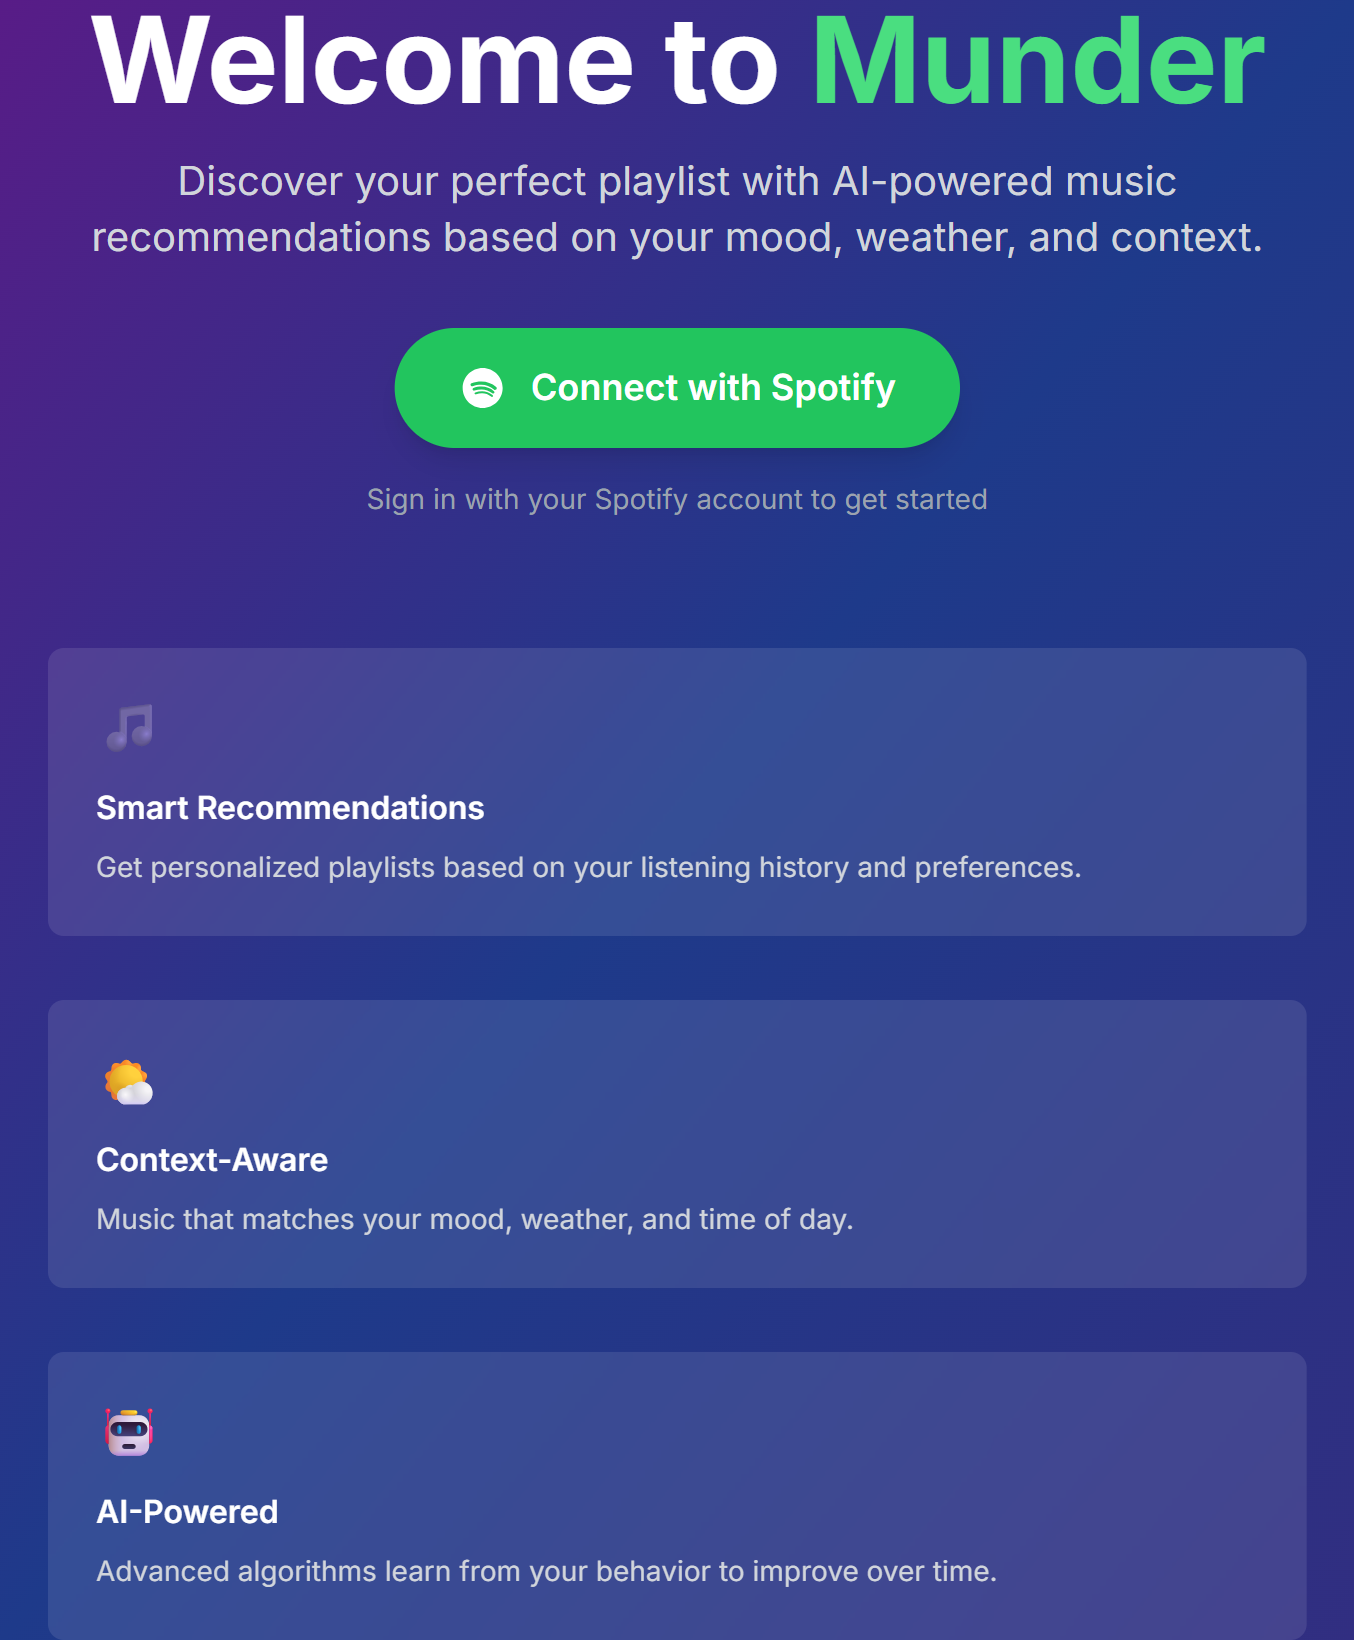 Welcome to Munder
Discover your perfect playlist with AI-powered music
recommendations based on your mood, weather, and context.
Connect with Spotify
Sign in with your Spotify account to get started
Smart Recommendations
Get personalized playlists based on your listening history and preferences.
Context-Aware
Music that matches your mood, weather, and time of day.
AI-Powered
Advanced algorithms learn from your behavior to improve over time.